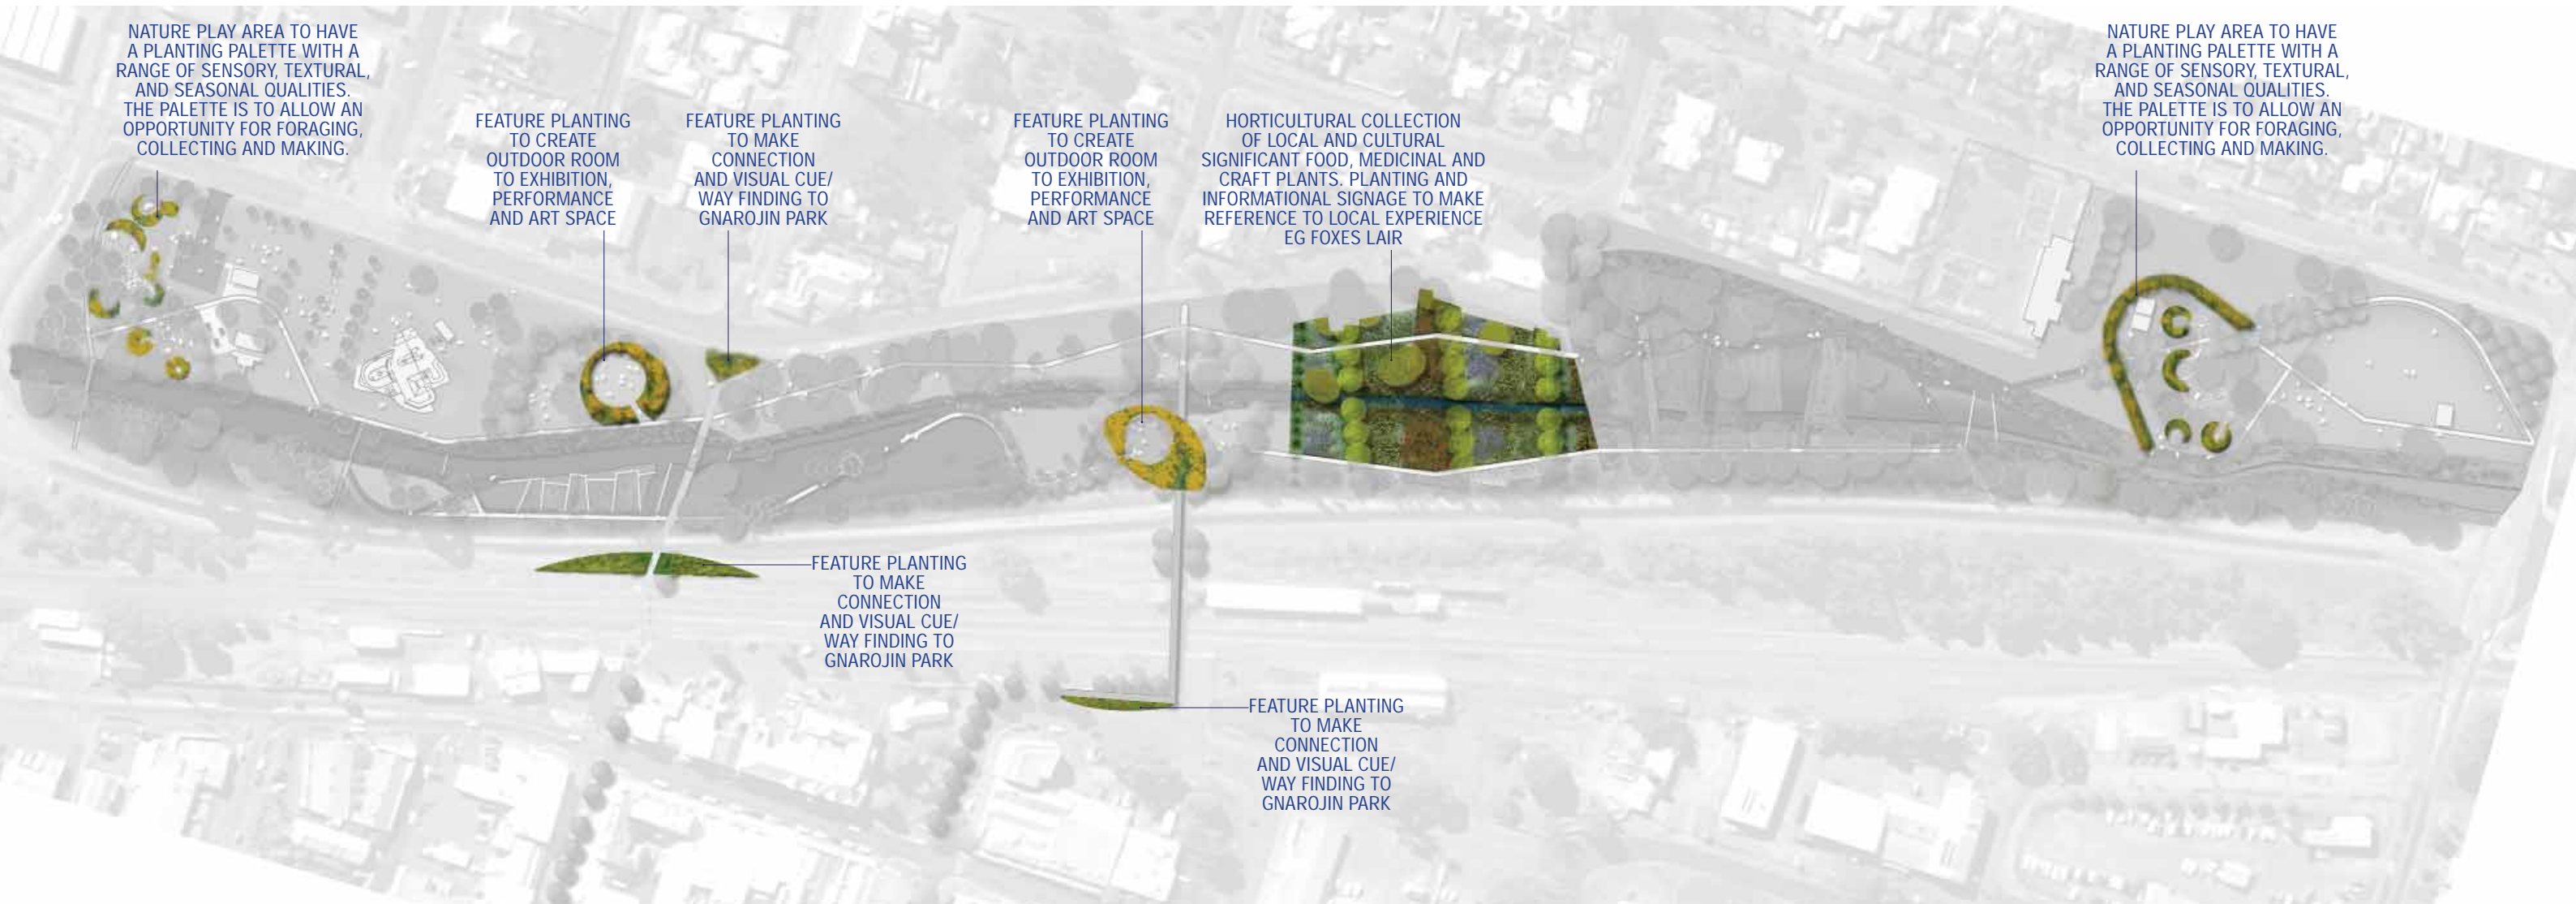 NATURE PLAY AREA TO HAVE
A PLANTING PALETTE WITH A
RANGE OF SENSORY, TEXTURAL,
AND SEASONAL QUALITIES.
THE PALETTE IS TO ALLOW AN
OPPORTUNITY FOR FORAGING,
COLLECTING AND MAKING.
FEATURE PLANTING
TO CREATE
OUTDOOR ROOM
TO EXHIBITION,
PERFORMANCE
AND ART SPACE
FEATURE PLANTING
TO MAKE
CONNECTION
AND VISUAL CUE/
WAY FINDING TO
GNAROJIN PARK
FEATURE PLANTING
TO CREATE
OUTDOOR ROOM
TO EXHIBITION,
PERFORMANCE
AND ART SPACE
HORTICULTURAL COLLECTION
OF LOCAL AND CULTURAL
SIGNIFICANT FOOD, MEDICINAL AND
CRAFT PLANTS. PLANTING AND
INFORMATIONAL SIGNAGE TO MAKE
REFERENCE TO LOCAL EXPERIENCE
EG FOXES LAIR
NATURE PLAY AREA TO HAVE
A PLANTING PALETTE WITH A
RANGE OF SENSORY, TEXTURAL,
AND SEASONAL QUALITIES.
THE PALETTE IS TO ALLOW AN
OPPORTUNITY FOR FORAGING,
COLLECTING AND MAKING.
FEATURE PLANTING
TO MAKE
CONNECTION
AND VISUAL CUE/
WAY FINDING TO
GNAROJIN PARK
FEATURE PLANTING
TO MAKE
CONNECTION
AND VISUAL CUE/
WAY FINDING TO
GNAROJIN PARK